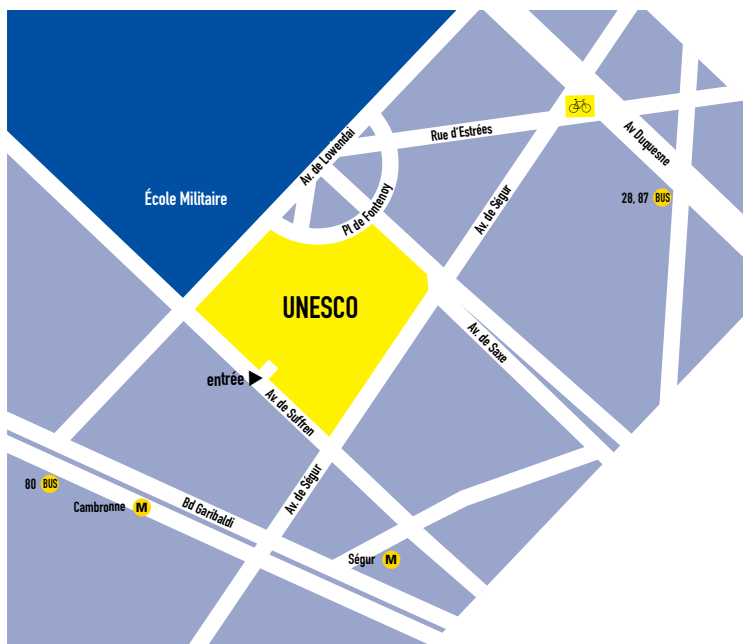 Rue d'Estrées
Av Duquesne
Av. de Lowendai
École Militaire
28, 87 BUS
Pl de Fontenoy
Av. de Ségur
UNESCO
Av. de Saxe
entrée
Av. de Suffren
80 BUS
Av. de Ségur
Cambronne M
Bd Garibaldi
Ségur M